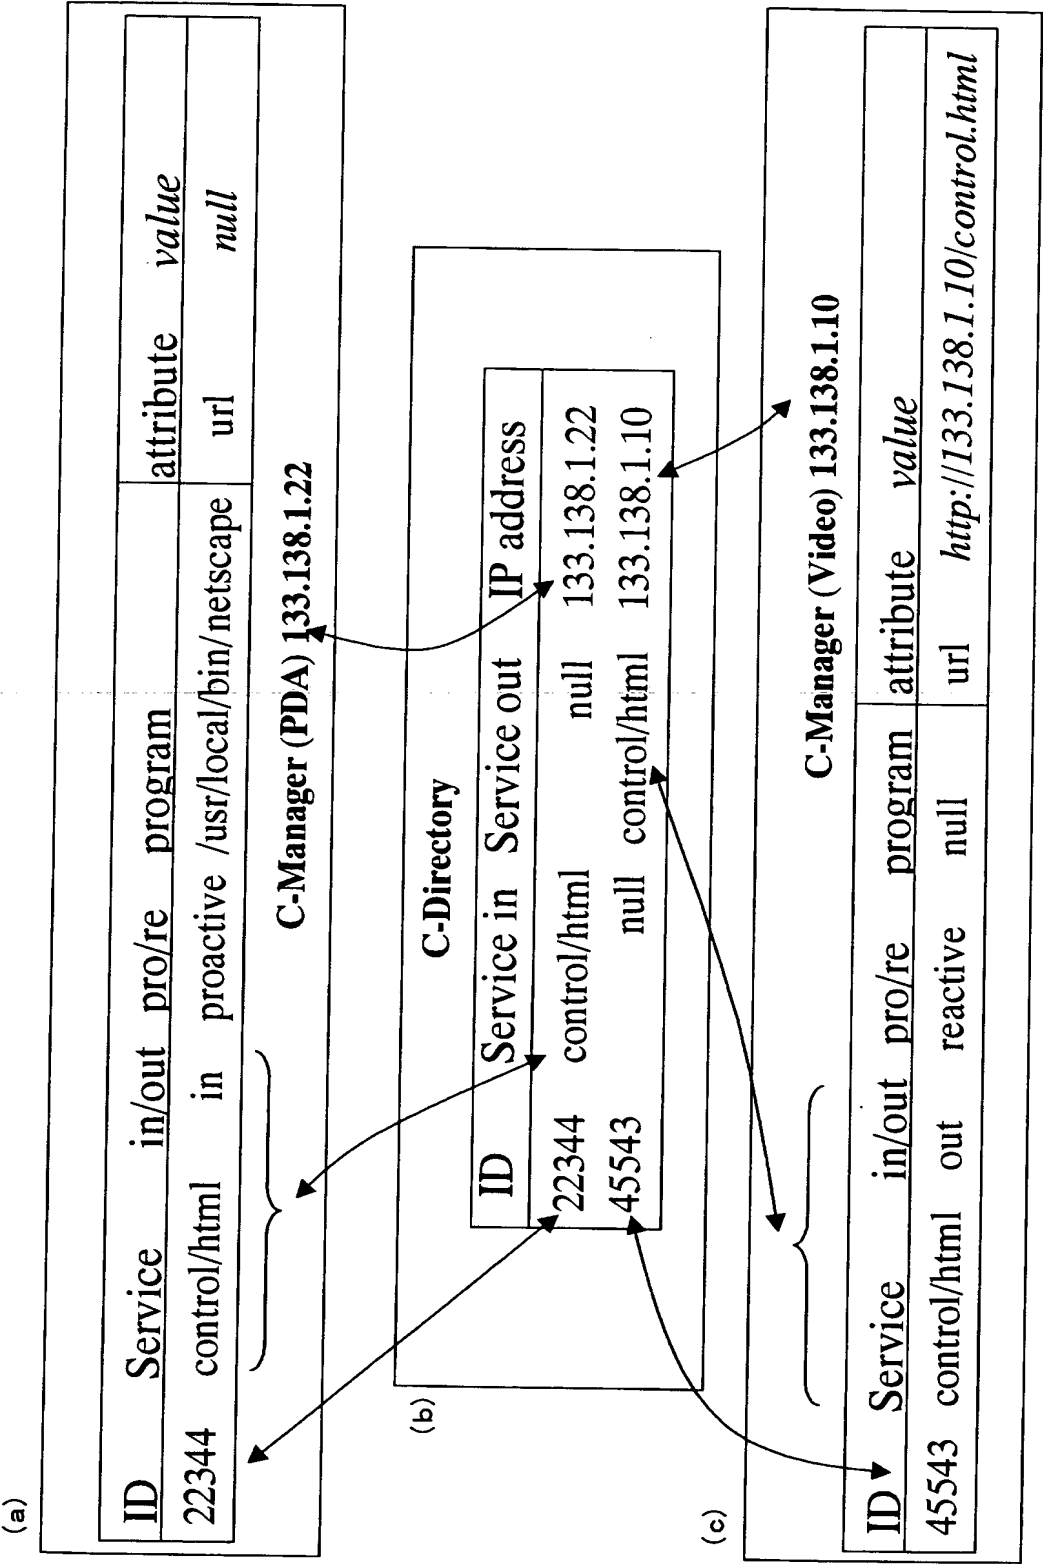 (a)
ID Service in/out pro/re program attribute value
22344 control/html in proactive /usr/local/bin/netscape url null
C-Manager (PDA) 133.138.1.22
(b)
C-Directory
ID Service in Service out IP address
22344 control/html null 133.138.1.22
45543 null control/html 133.138.1.10
(c)
C-Manager (Video) 133.138.1.10
ID Service in/out pro/re program attribute value
45543 control/html out reactive null url http://133.138.1.10/control.html